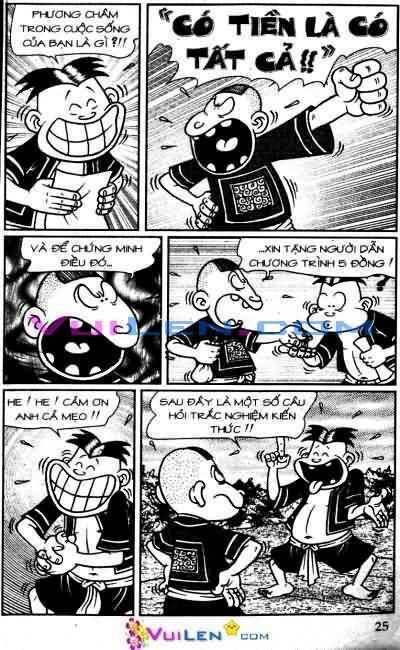 PHƯƠNG CHÂM
TRONG CUỘC SỐNG
CỦA BẠN LÀ GÌ ?!!
"CÓ TIỀN LÀ CÓ
TẤT CẢ!!"
VÀ ĐỂ CHỨNG MINH
ĐIỀU ĐÓ...
...XIN TẶNG NGƯỜI DẪN
CHƯƠNG TRÌNH 5 ĐỒNG !
VUILEN.COM
HE ! HE ! CẢM ƠN
ANH CẢ MẸO !!
SAU ĐÂY LÀ MỘT SỐ CÂU
HỎI TRẮC NGHIỆM KIẾN
THỨC !!
25
VUILEN.COM